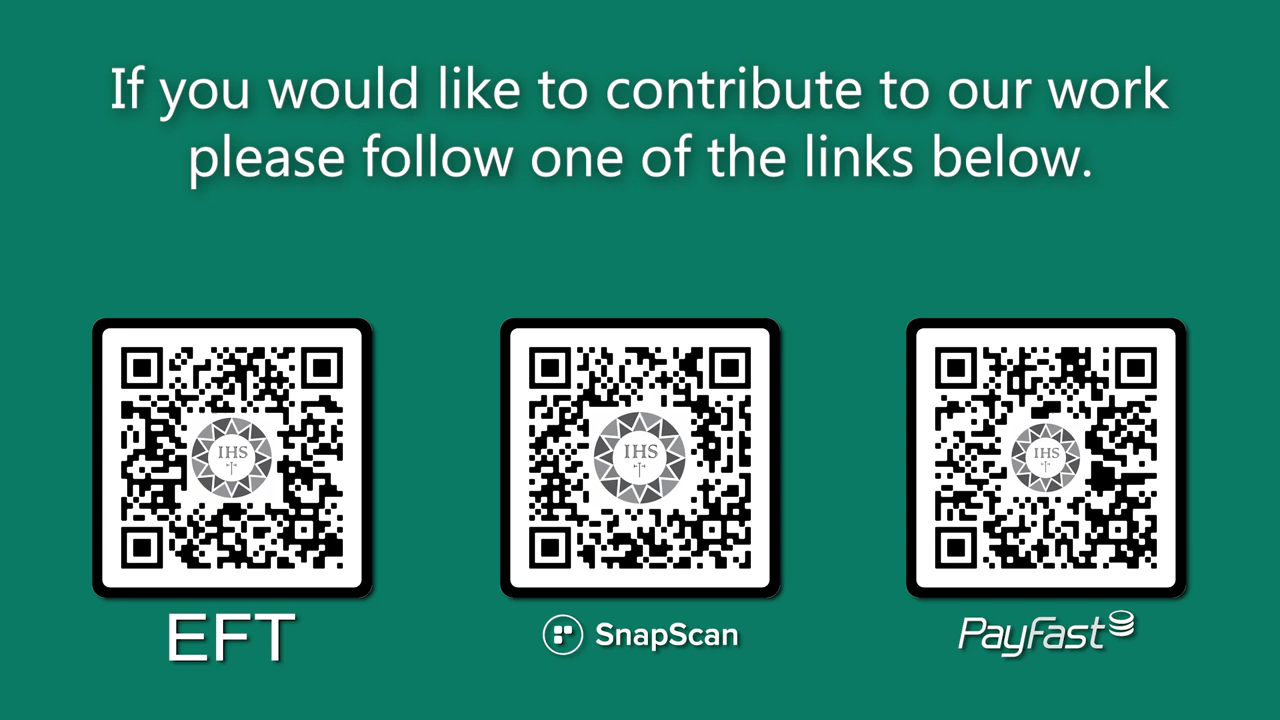 If you would like to contribute to our work
please follow one of the links below.
IHS
IHS
IHS
EFT
SnapScan
PayFast